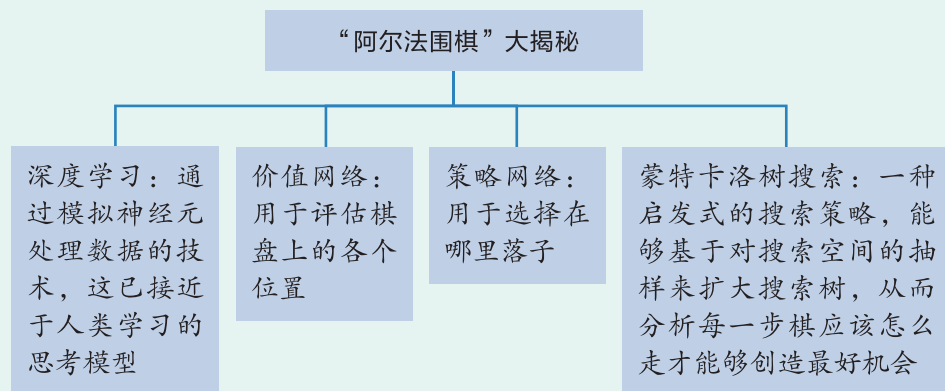 “阿尔法围棋”大揭秘
深度学习：通
过模拟神经元
处理数据的技
术，这已接近
于人类学习的
思考模型
价值网络：
用于评估棋
盘上的各个
位置
策略网络：
用于选择在
哪里落子
蒙特卡洛树搜索：一种
启发式的搜索策略，能
够基于对搜索空间的抽
样来扩大搜索树，从而
分析每一步棋应该怎么
走才能够创造最好机会